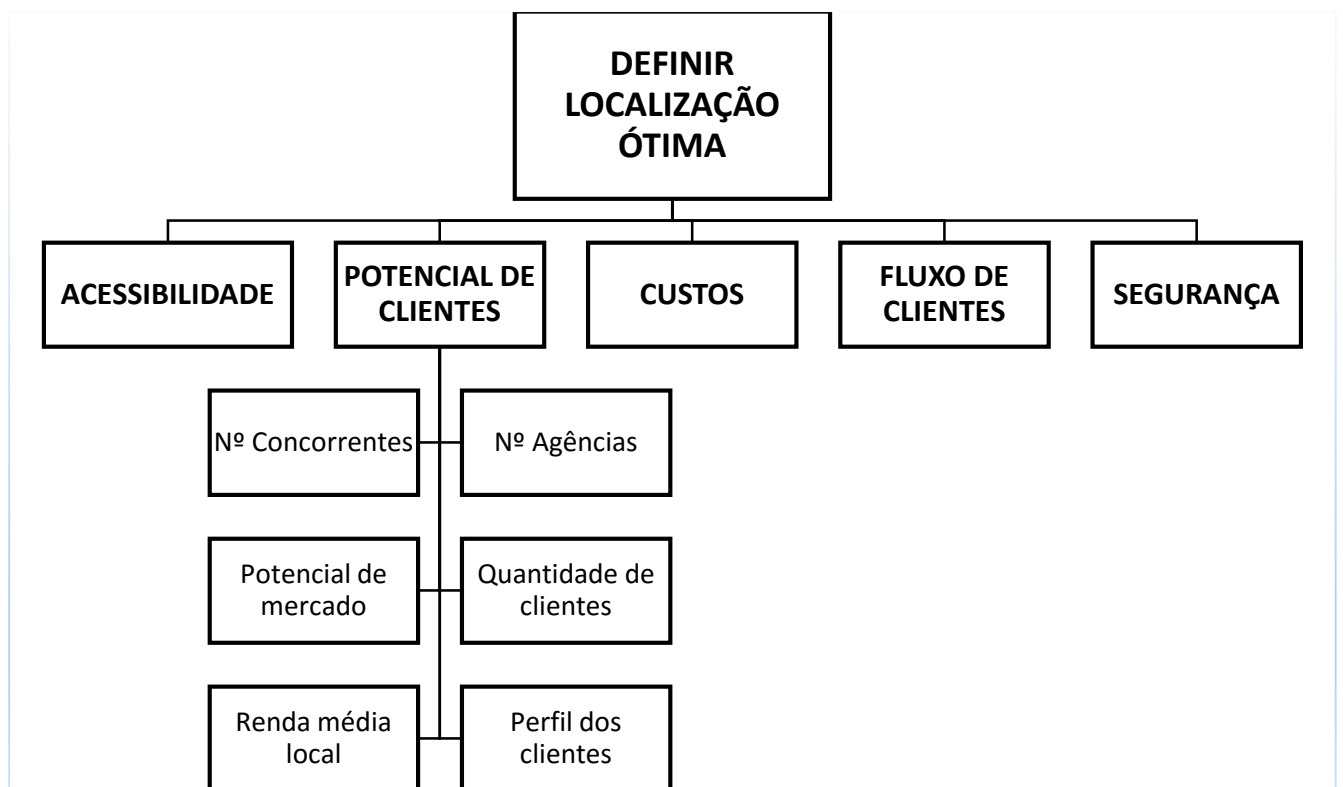 DEFINIR
LOCALIZAÇÃO
ÓTIMA
ACESSIBILIDADE
POTENCIAL DE
CLIENTES
CUSTOS
FLUXO DE
CLIENTES
SEGURANÇA
Nº Concorrentes
Nº Agências
Potencial de
mercado
Quantidade de
clientes
Renda média
local
Perfil dos
clientes